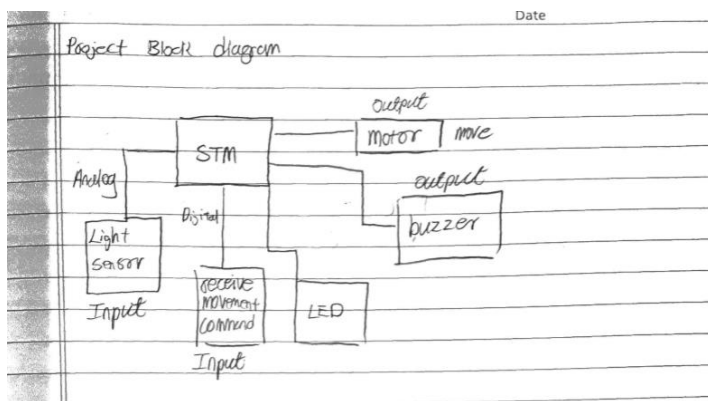 Date
Project Block diagram
output
motor move
STM
Analog
output
buzzer
Digital
Light
sensor
receive
movement
command
LED
Input
Input